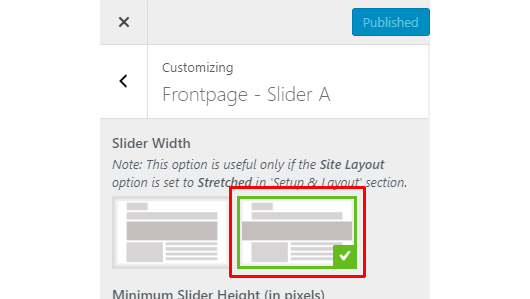 Published
Customizing
Frontpage - Slider A
Slider Width
Note: This option is useful only if the Site Layout
option is set to Stretched in 'Setup & Layout' section.
Minimum Slider Height (in pixels)